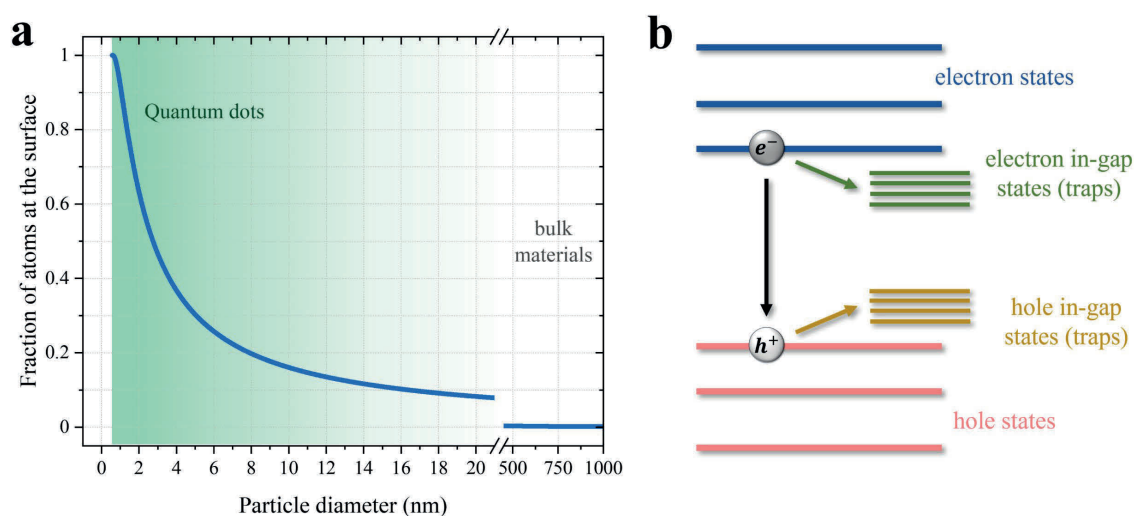 a
1
0.8
0.6
0.4
0.2
0
Fraction of atoms at the surface
Quantum dots
bulk
materials
0 2 4 6 8 10 12 14 16 18 20 500 750 1000
Particle diameter (nm)
b
electron states
e−
electron in-gap
states (traps)
hole in-gap
states (traps)
h+
hole states